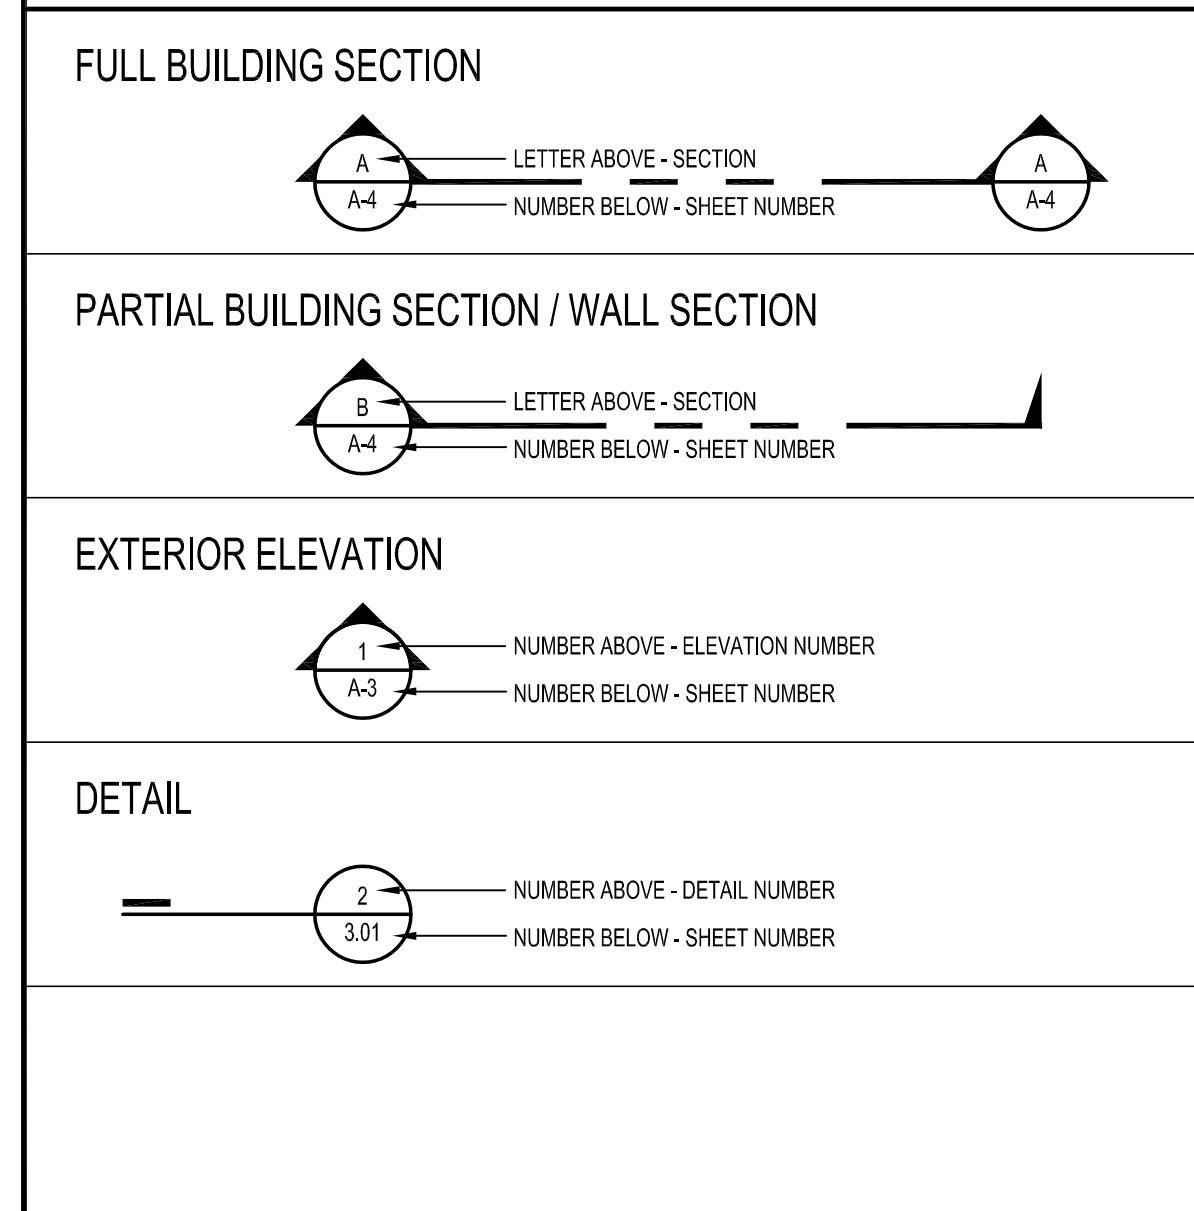 FULL BUILDING SECTION
A
LETTER ABOVE - SECTION
A
A-4
NUMBER BELOW - SHEET NUMBER
A-4
PARTIAL BUILDING SECTION / WALL SECTION
B
LETTER ABOVE - SECTION
A-4
NUMBER BELOW - SHEET NUMBER
EXTERIOR ELEVATION
1
NUMBER ABOVE - ELEVATION NUMBER
A-3
NUMBER BELOW - SHEET NUMBER
DETAIL
2
NUMBER ABOVE - DETAIL NUMBER
3.01
NUMBER BELOW - SHEET NUMBER